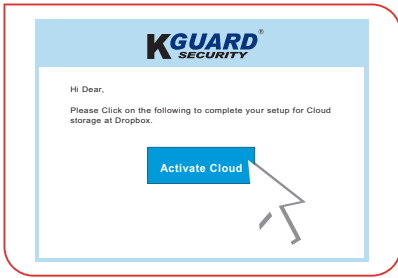 KGUARD®
SECURITY
Hi Dear,
Please Click on the following to complete your setup for Cloud
storage at Dropbox.
Activate Cloud